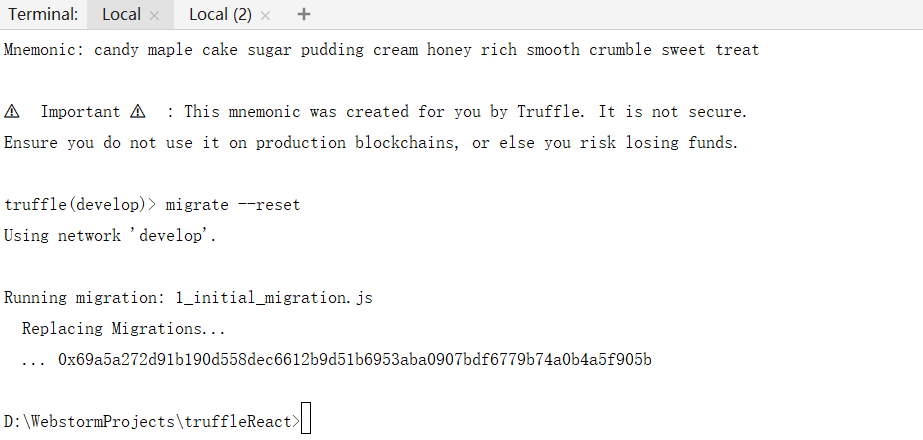 Terminal: Local × Local (2) × +
Mnemonic: candy maple cake sugar pudding cream honey rich smooth crumble sweet treat
⚠ Important ⚠ : This mnemonic was created for you by Truffle. It is not secure.
Ensure you do not use it on production blockchains, or else you risk losing funds.
truffle(develop)> migrate --reset
Using network 'develop'.
Running migration: 1_initial_migration.js
Replacing Migrations...
... 0x69a5a272d91b190d558dec6612b9d51b6953aba0907bdf6779b74a0b4a5f905b
D:\WebstormProjects\truffleReact>